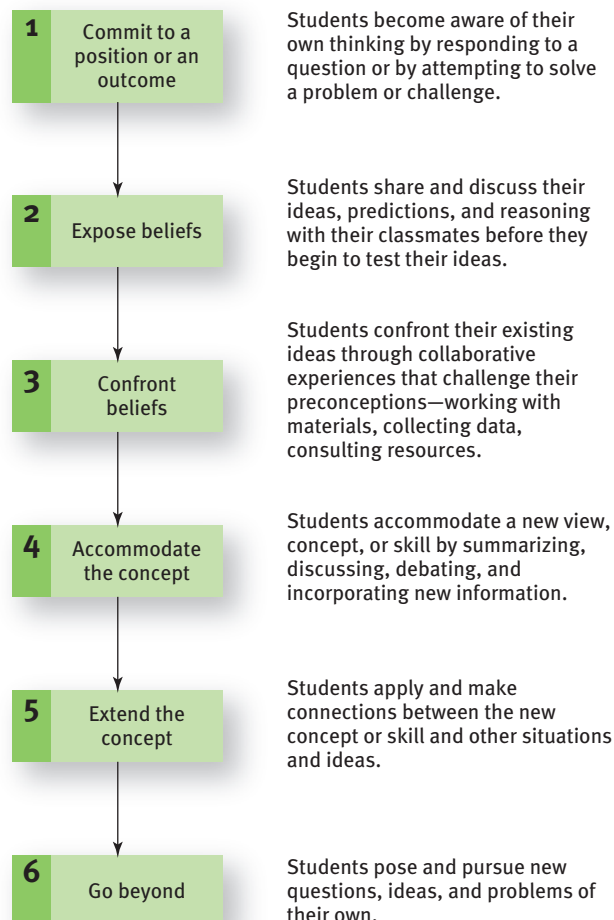 1
Commit to a
position or an
outcome
Students become aware of their
own thinking by responding to a
question or by attempting to solve
a problem or challenge.
2
Expose beliefs
Students share and discuss their
ideas, predictions, and reasoning
with their classmates before they
begin to test their ideas.
3
Confront
beliefs
Students confront their existing
ideas through collaborative
experiences that challenge their
preconceptions—working with
materials, collecting data,
consulting resources.
4
Accommodate
the concept
Students accommodate a new view,
concept, or skill by summarizing,
discussing, debating, and
incorporating new information.
5
Extend the
concept
Students apply and make
connections between the new
concept or skill and other situations
and ideas.
6
Go beyond
Students pose and pursue new
questions, ideas, and problems of
their own.